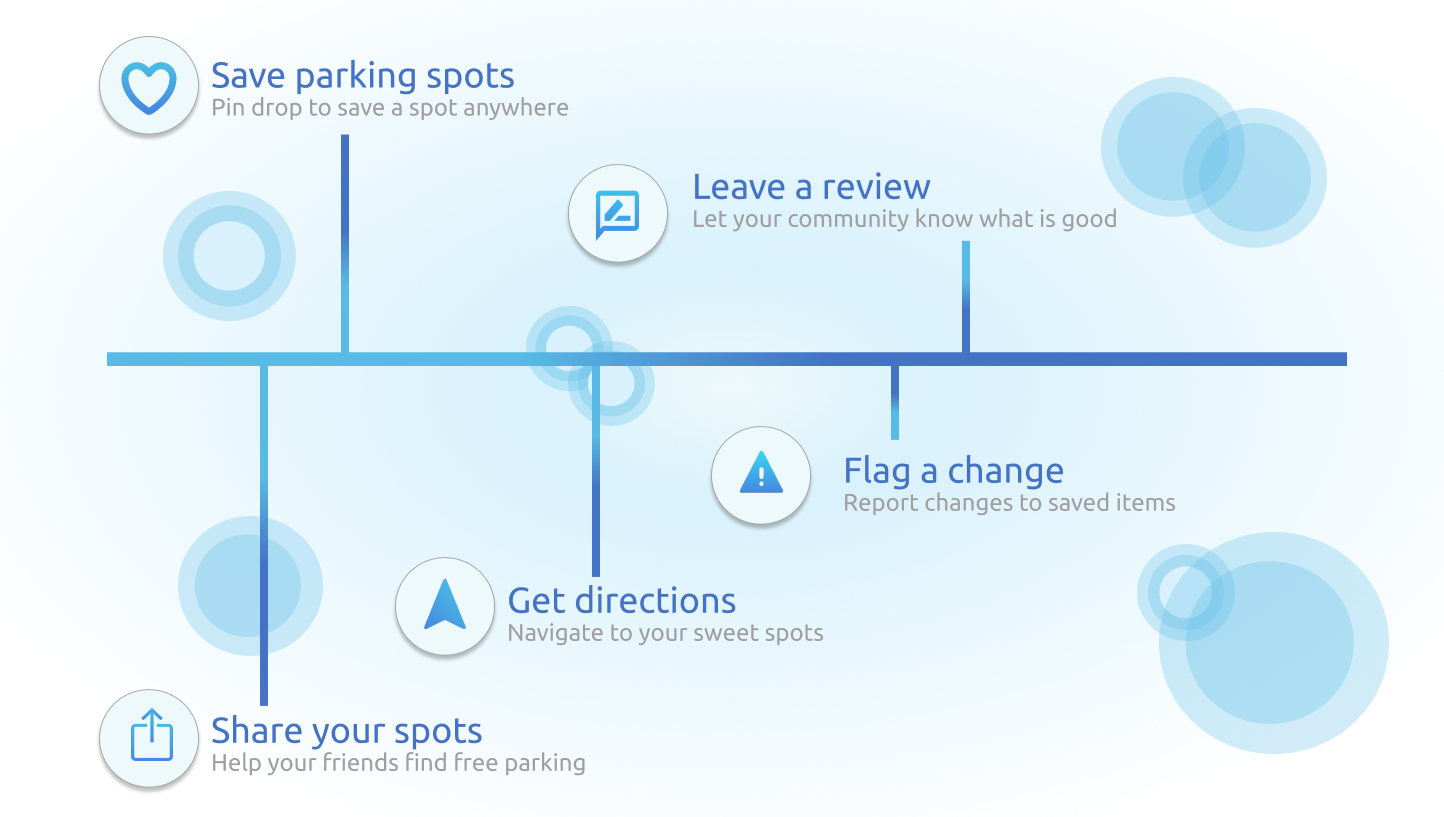 Save parking spots
Pin drop to save a spot anywhere
Leave a review
Let your community know what is good
Flag a change
Report changes to saved items
Get directions
Navigate to your sweet spots
Share your spots
Help your friends find free parking